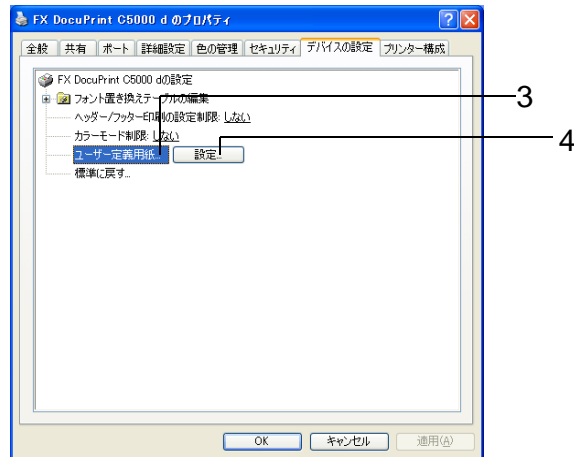 FX DocuPrint C5000 d のプロパティ
全般 共有 ポート 詳細設定 色の管理 セキュリティ デバイスの設定 プリンター構成
FX DocuPrint C5000 dの設定
フォント置き換えテーブルの編集
3
ヘッダー/フッター印刷の設定制限: しない
カラーモード制限: しない
4
ユーザー定義用紙... 設定...
標準に戻す...
OK キャンセル 適用(A)